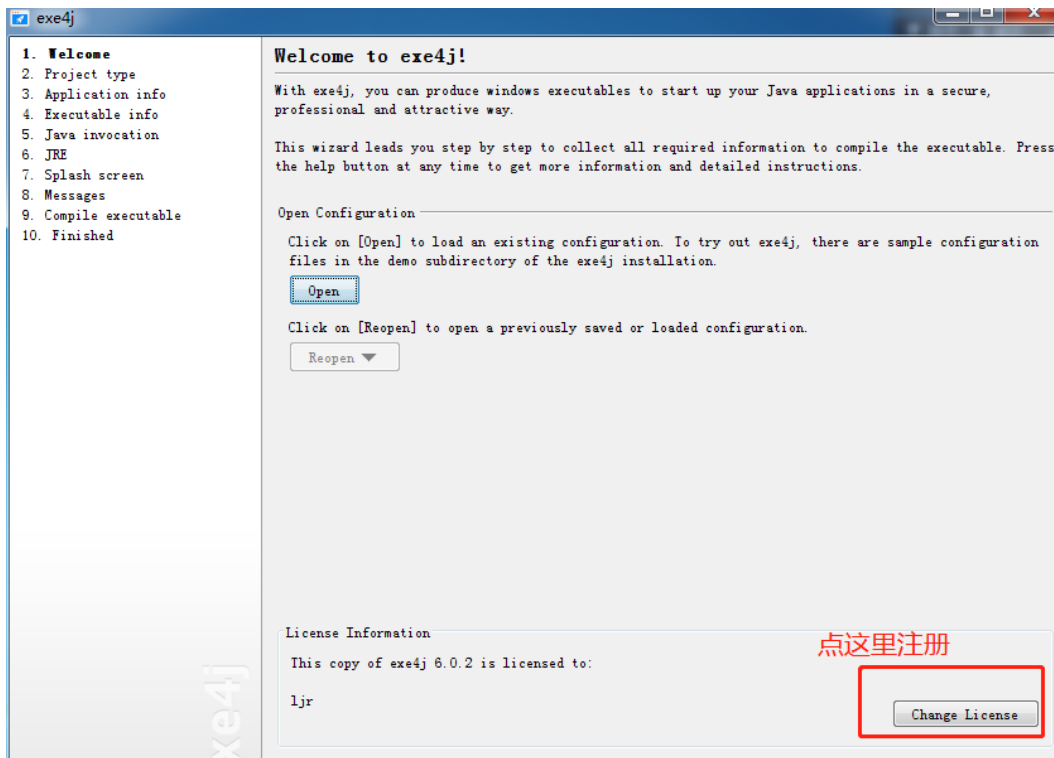 exe4j
1. Welcome
2. Project type
3. Application info
4. Executable info
5. Java invocation
6. JRE
7. Splash screen
8. Messages
9. Compile executable
10. Finished
Welcome to exe4j!
With exe4j, you can produce windows executables to start up your Java applications in a secure,
professional and attractive way.
This wizard leads you step by step to collect all required information to compile the executable. Press
the help button at any time to get more information and detailed instructions.
Open Configuration
Click on [Open] to load an existing configuration. To try out exe4j, there are sample configuration
files in the demo subdirectory of the exe4j installation.
Open
Click on [Reopen] to open a previously saved or loaded configuration.
Reopen
License Information
点这里注册
This copy of exe4j 6.0.2 is licensed to:
ljr
Change License
xe4j